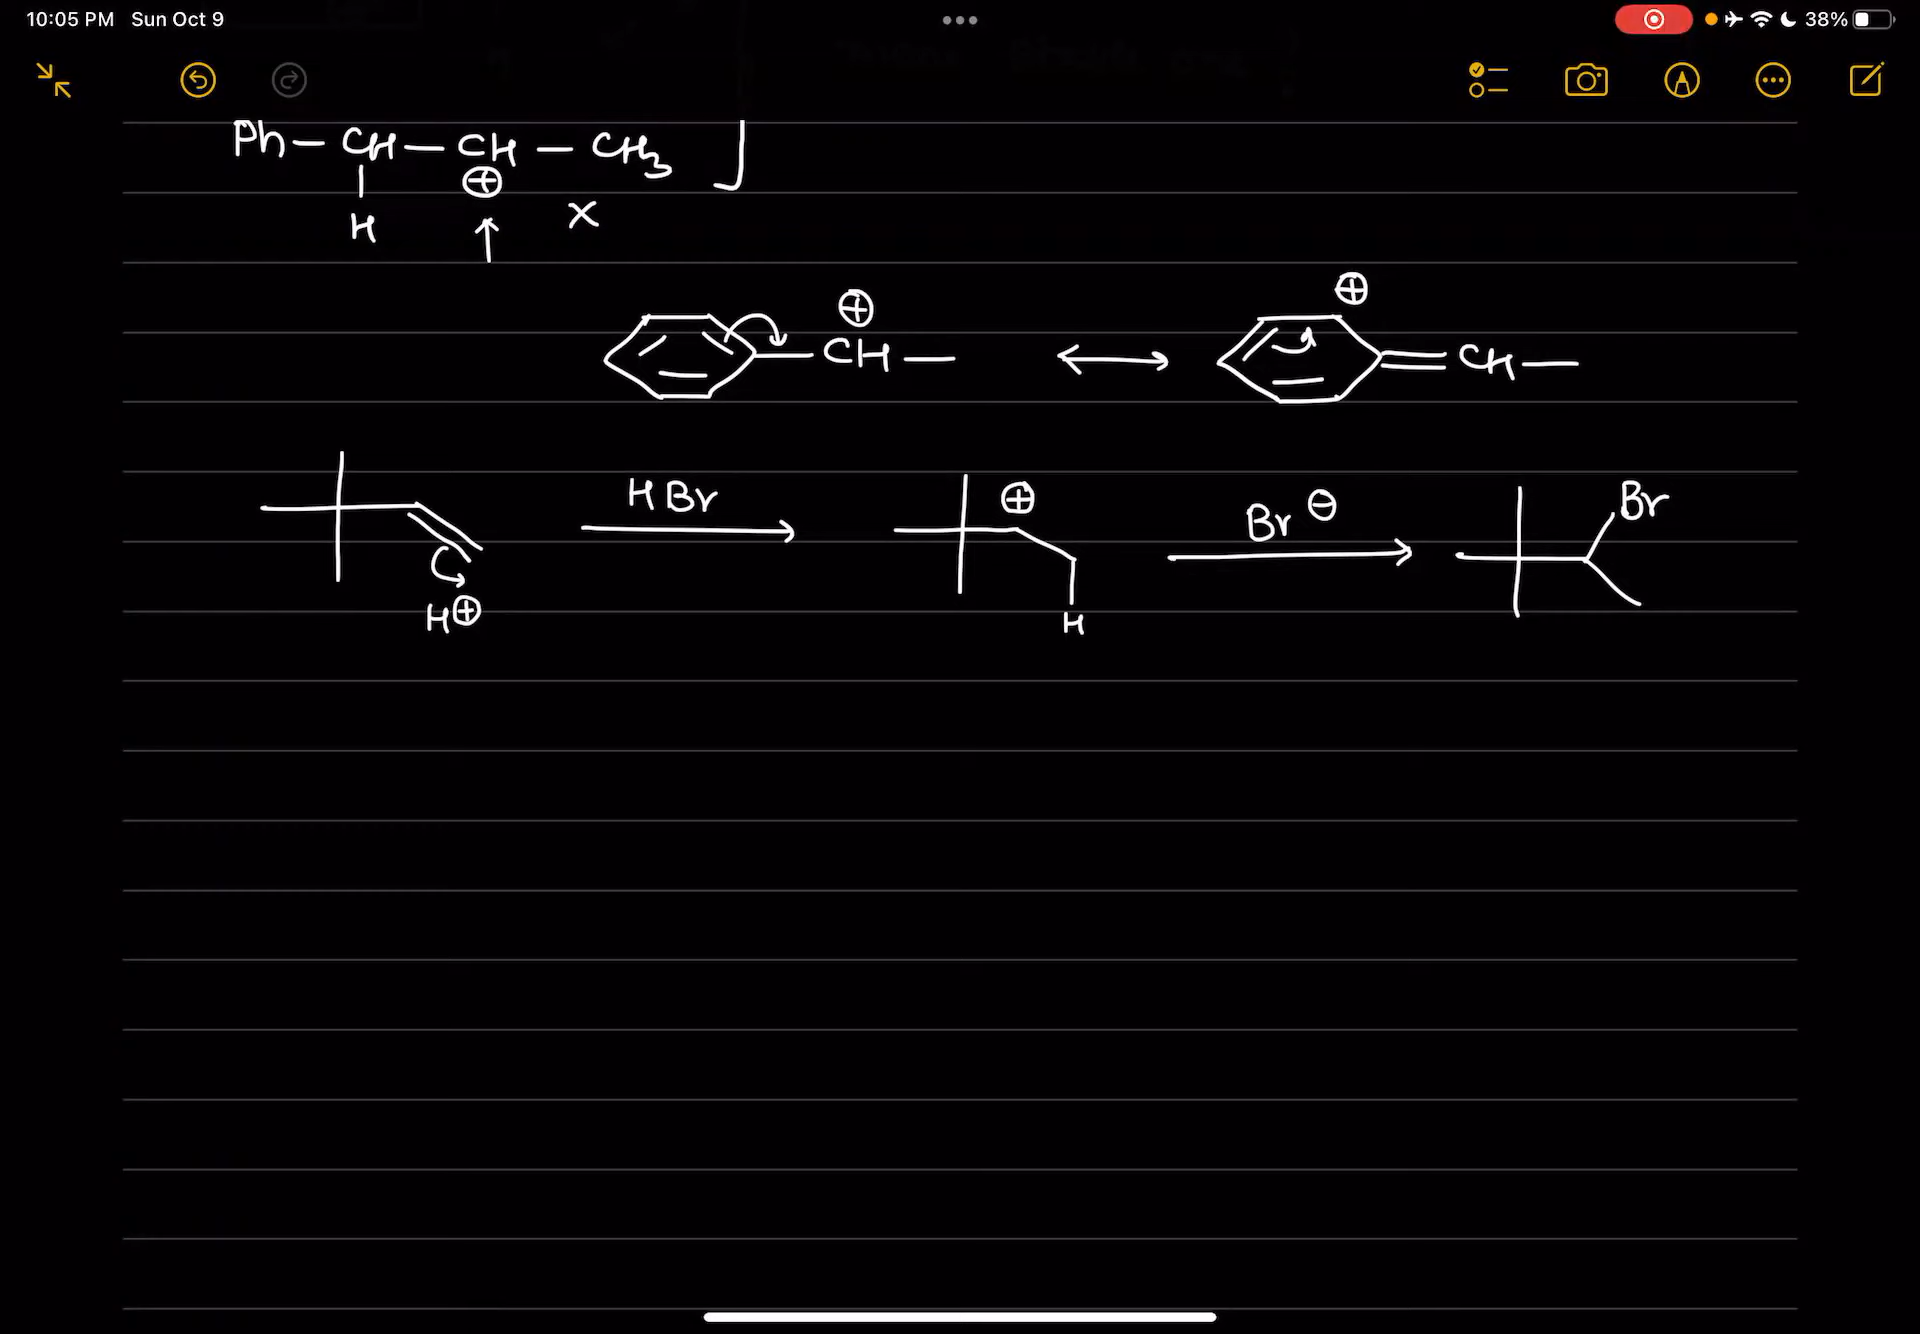 10:05 PM Sun Oct 9
38%
Ph—CH—CH—CH3 ]
H ⊕ ↑ X
⊕ ⊕
CH— ↔ =CH—
HBr ⊕ Br⊖ Br
H⊕ H